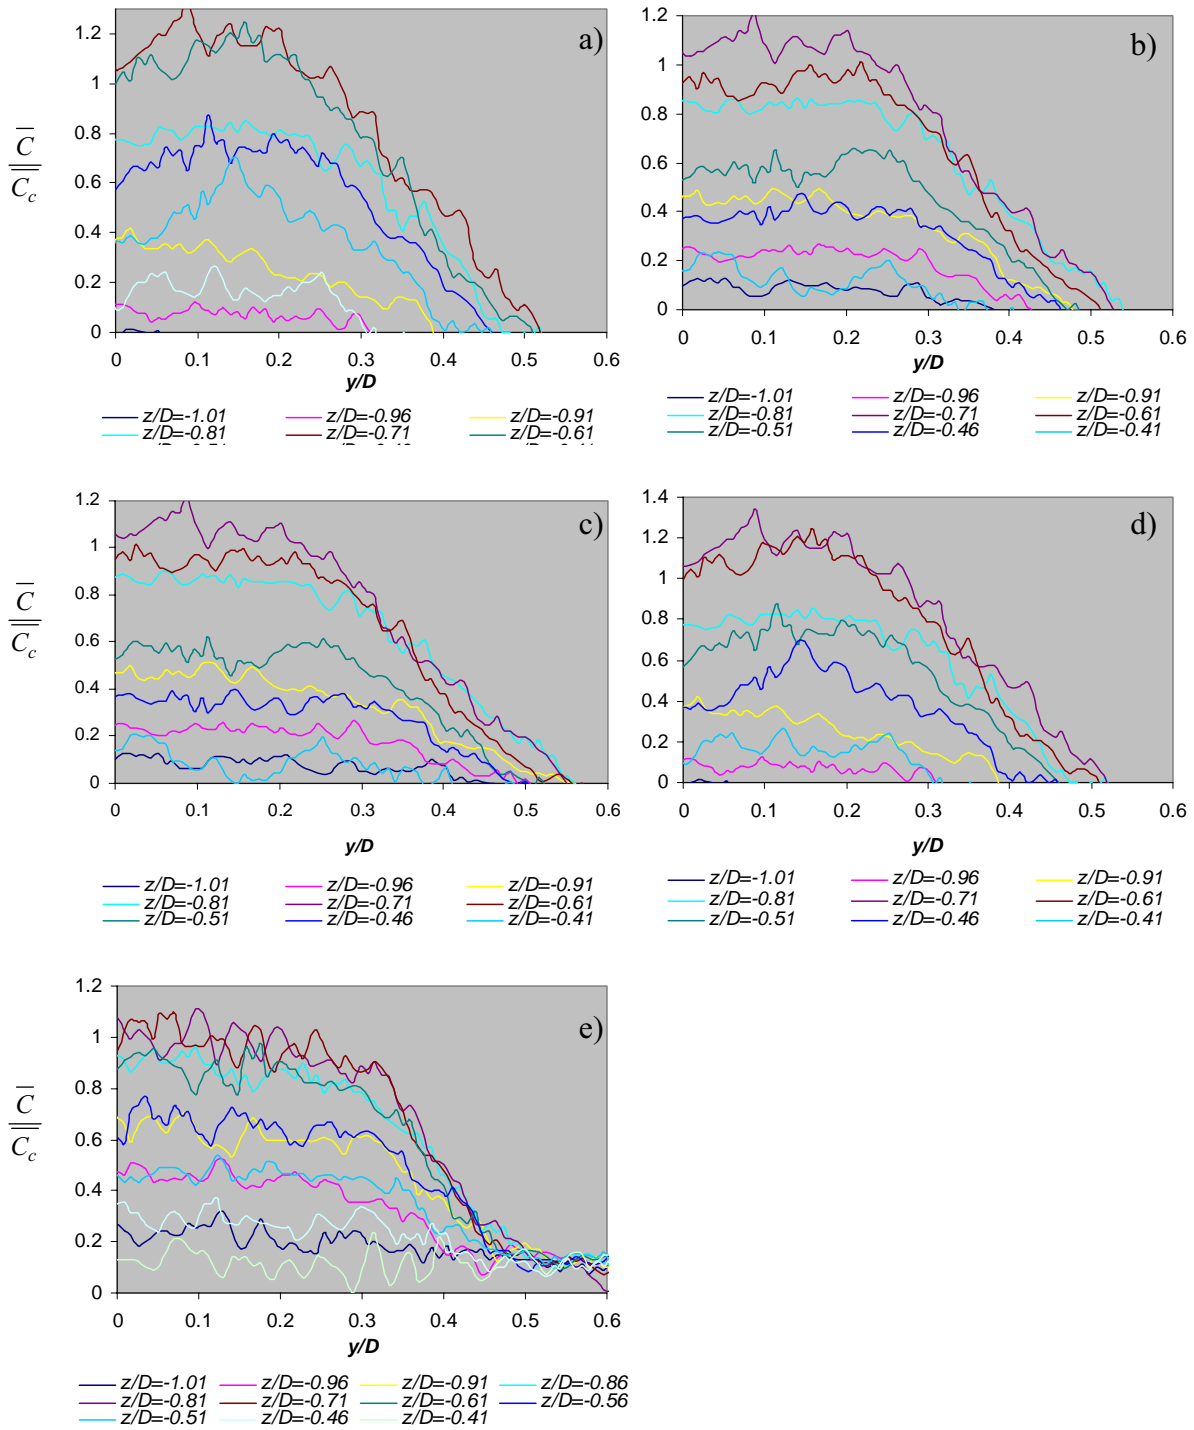 a)
1.2
1
0.8
0.6
0.4
0.2
0
C
C_c
0 0.1 0.2 0.3 0.4 0.5 0.6
y/D
z/D=-1.01 z/D=-0.96 z/D=-0.91
z/D=-0.81 z/D=-0.71 z/D=-0.61
b)
1.2
1
0.8
0.6
0.4
0.2
0
0 0.1 0.2 0.3 0.4 0.5 0.6
y/D
z/D=-1.01 z/D=-0.96 z/D=-0.91
z/D=-0.81 z/D=-0.71 z/D=-0.61
z/D=-0.51 z/D=-0.46 z/D=-0.41
c)
1.2
1
0.8
0.6
0.4
0.2
0
C
C_c
0 0.1 0.2 0.3 0.4 0.5 0.6
y/D
z/D=-1.01 z/D=-0.96 z/D=-0.91
z/D=-0.81 z/D=-0.71 z/D=-0.61
z/D=-0.51 z/D=-0.46 z/D=-0.41
d)
1.4
1.2
1
0.8
0.6
0.4
0.2
0
0 0.1 0.2 0.3 0.4 0.5 0.6
y/D
z/D=-1.01 z/D=-0.96 z/D=-0.91
z/D=-0.81 z/D=-0.71 z/D=-0.61
z/D=-0.51 z/D=-0.46 z/D=-0.41
e)
1.2
1
0.8
0.6
0.4
0.2
0
C
C_c
0 0.1 0.2 0.3 0.4 0.5 0.6
y/D
z/D=-1.01 z/D=-0.96 z/D=-0.91 z/D=-0.86
z/D=-0.81 z/D=-0.71 z/D=-0.61 z/D=-0.56
z/D=-0.51 z/D=-0.46 z/D=-0.41